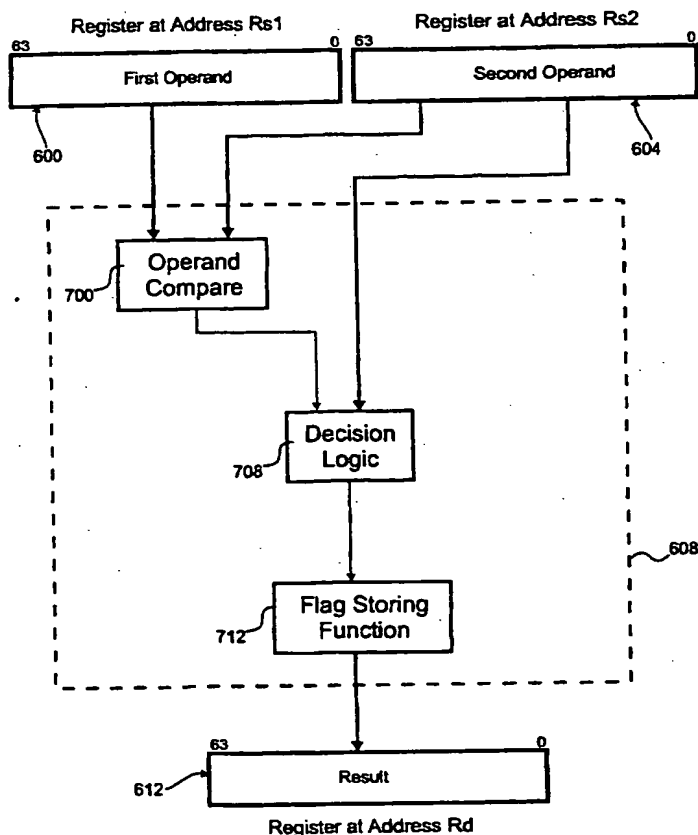 Register at Address Rs1
Register at Address Rs2
63 0
63 0
First Operand
Second Operand
600
604
Operand
Compare
700
Decision
Logic
708
608
Flag Storing
Function
712
63 0
Result
612
Register at Address Rd